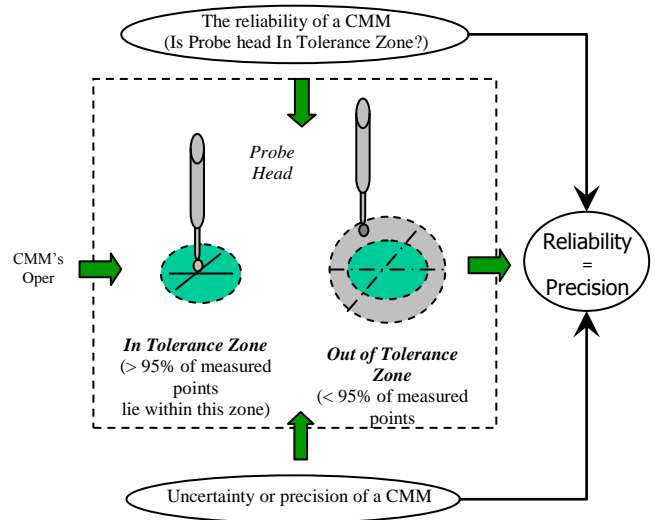 The reliability of a CMM
(Is Probe head In Tolerance Zone?)
Probe
Head
CMM's
Oper
Reliability
=
Precision
In Tolerance Zone
(> 95% of measured
points
lie within this zone)
Out of Tolerance
Zone
(< 95% of measured
points
Uncertainty or precision of a CMM